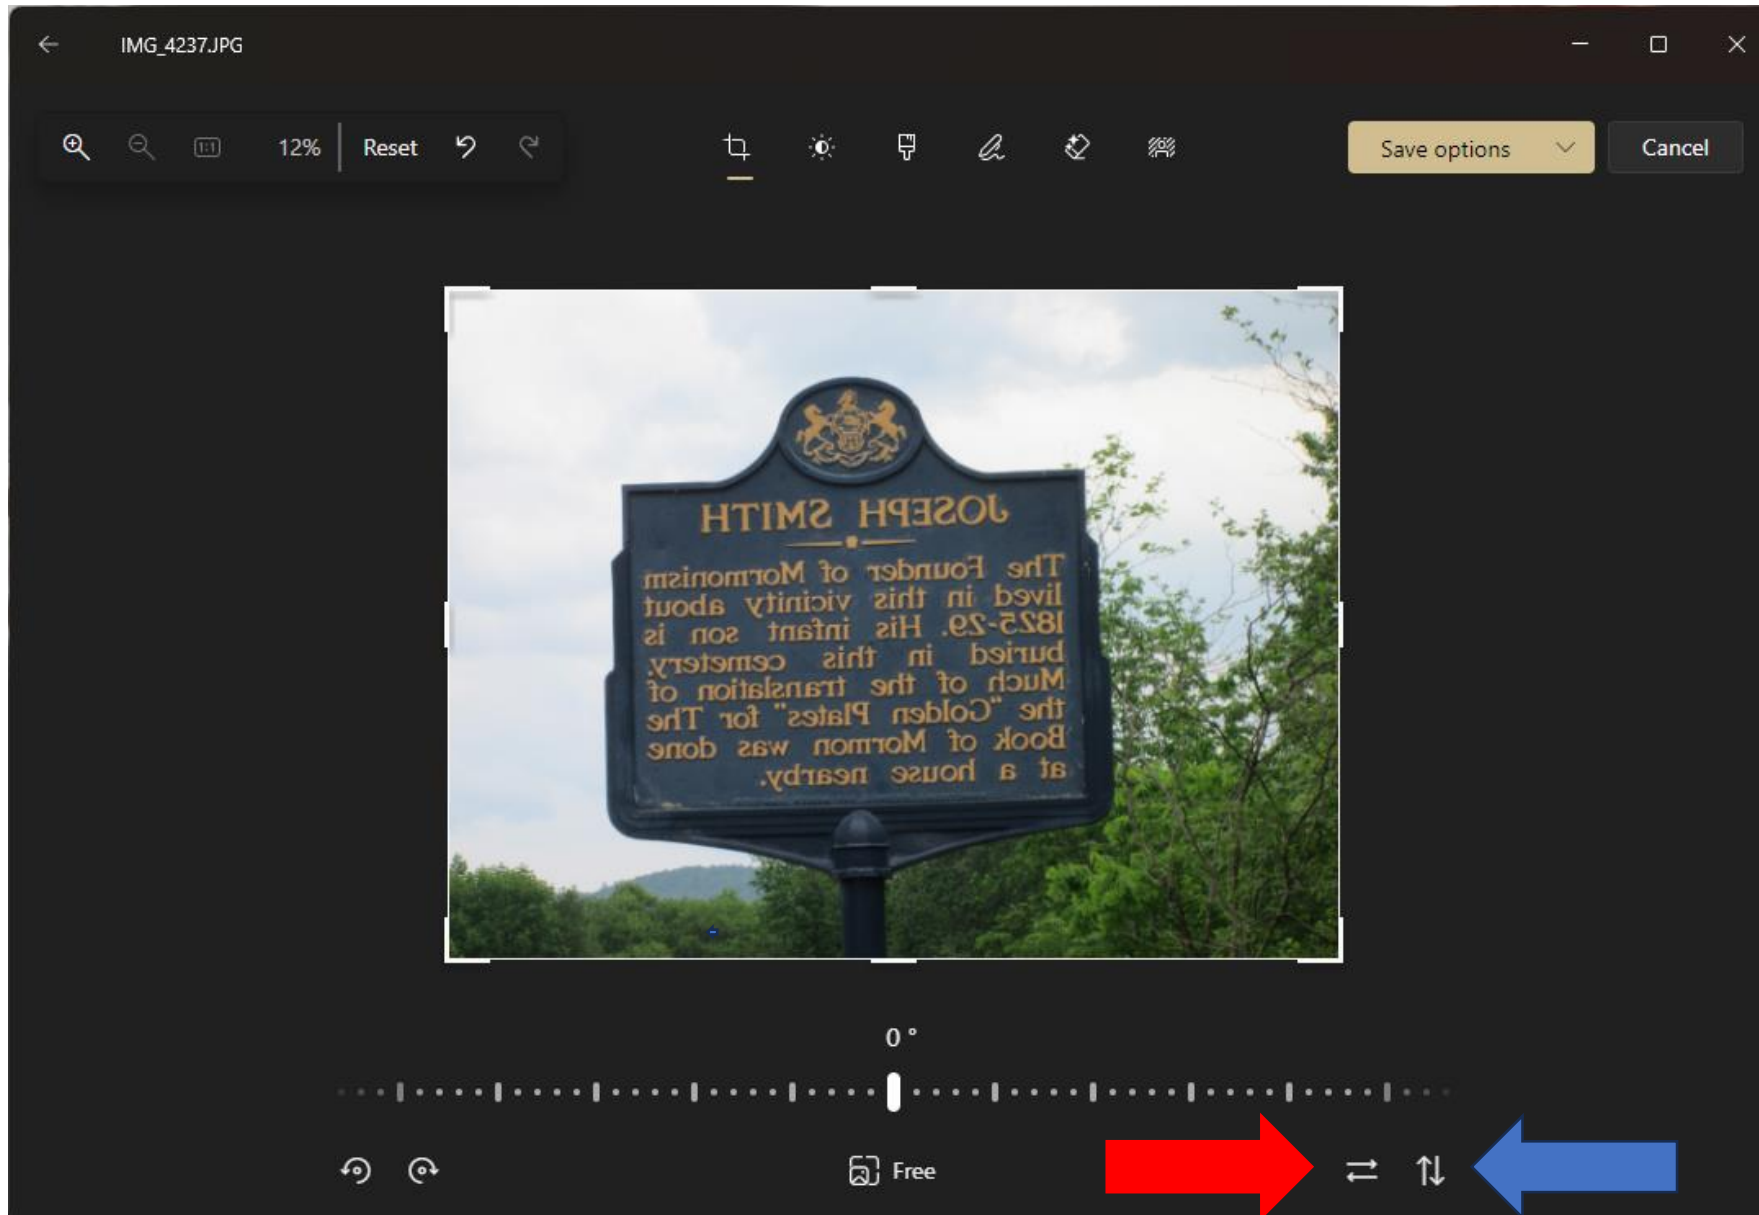 IMG_4237.JPG
12%
Reset
Save options
Cancel
JOSEPH SMITH
The Founder of Mormonism
lived in this vicinity about
1825-29. His infant son is
buried in this cemetery.
Much of the translation of
the "Golden Plates" for The
Book of Mormon was done
at a house nearby.
0°
Free